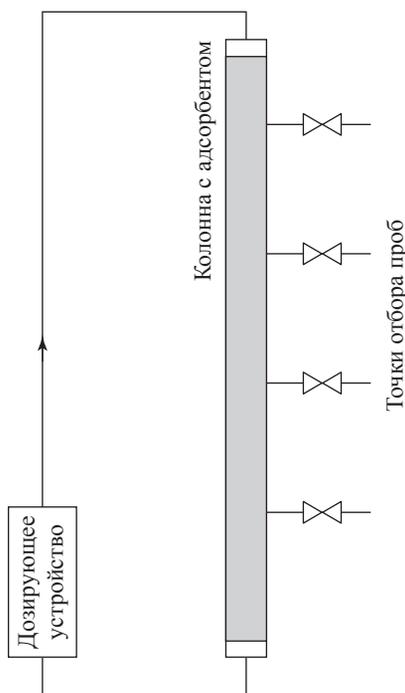 Дозирующее
устройство
Колонна с адсорбентом
Точки отбора проб